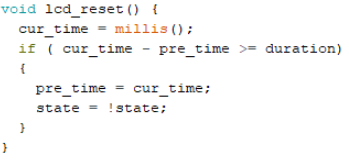 void lcd_reset() {
  cur_time = millis();
  if ( cur_time - pre_time >= duration)
  {
    pre_time = cur_time;
    state = !state;
  }
}